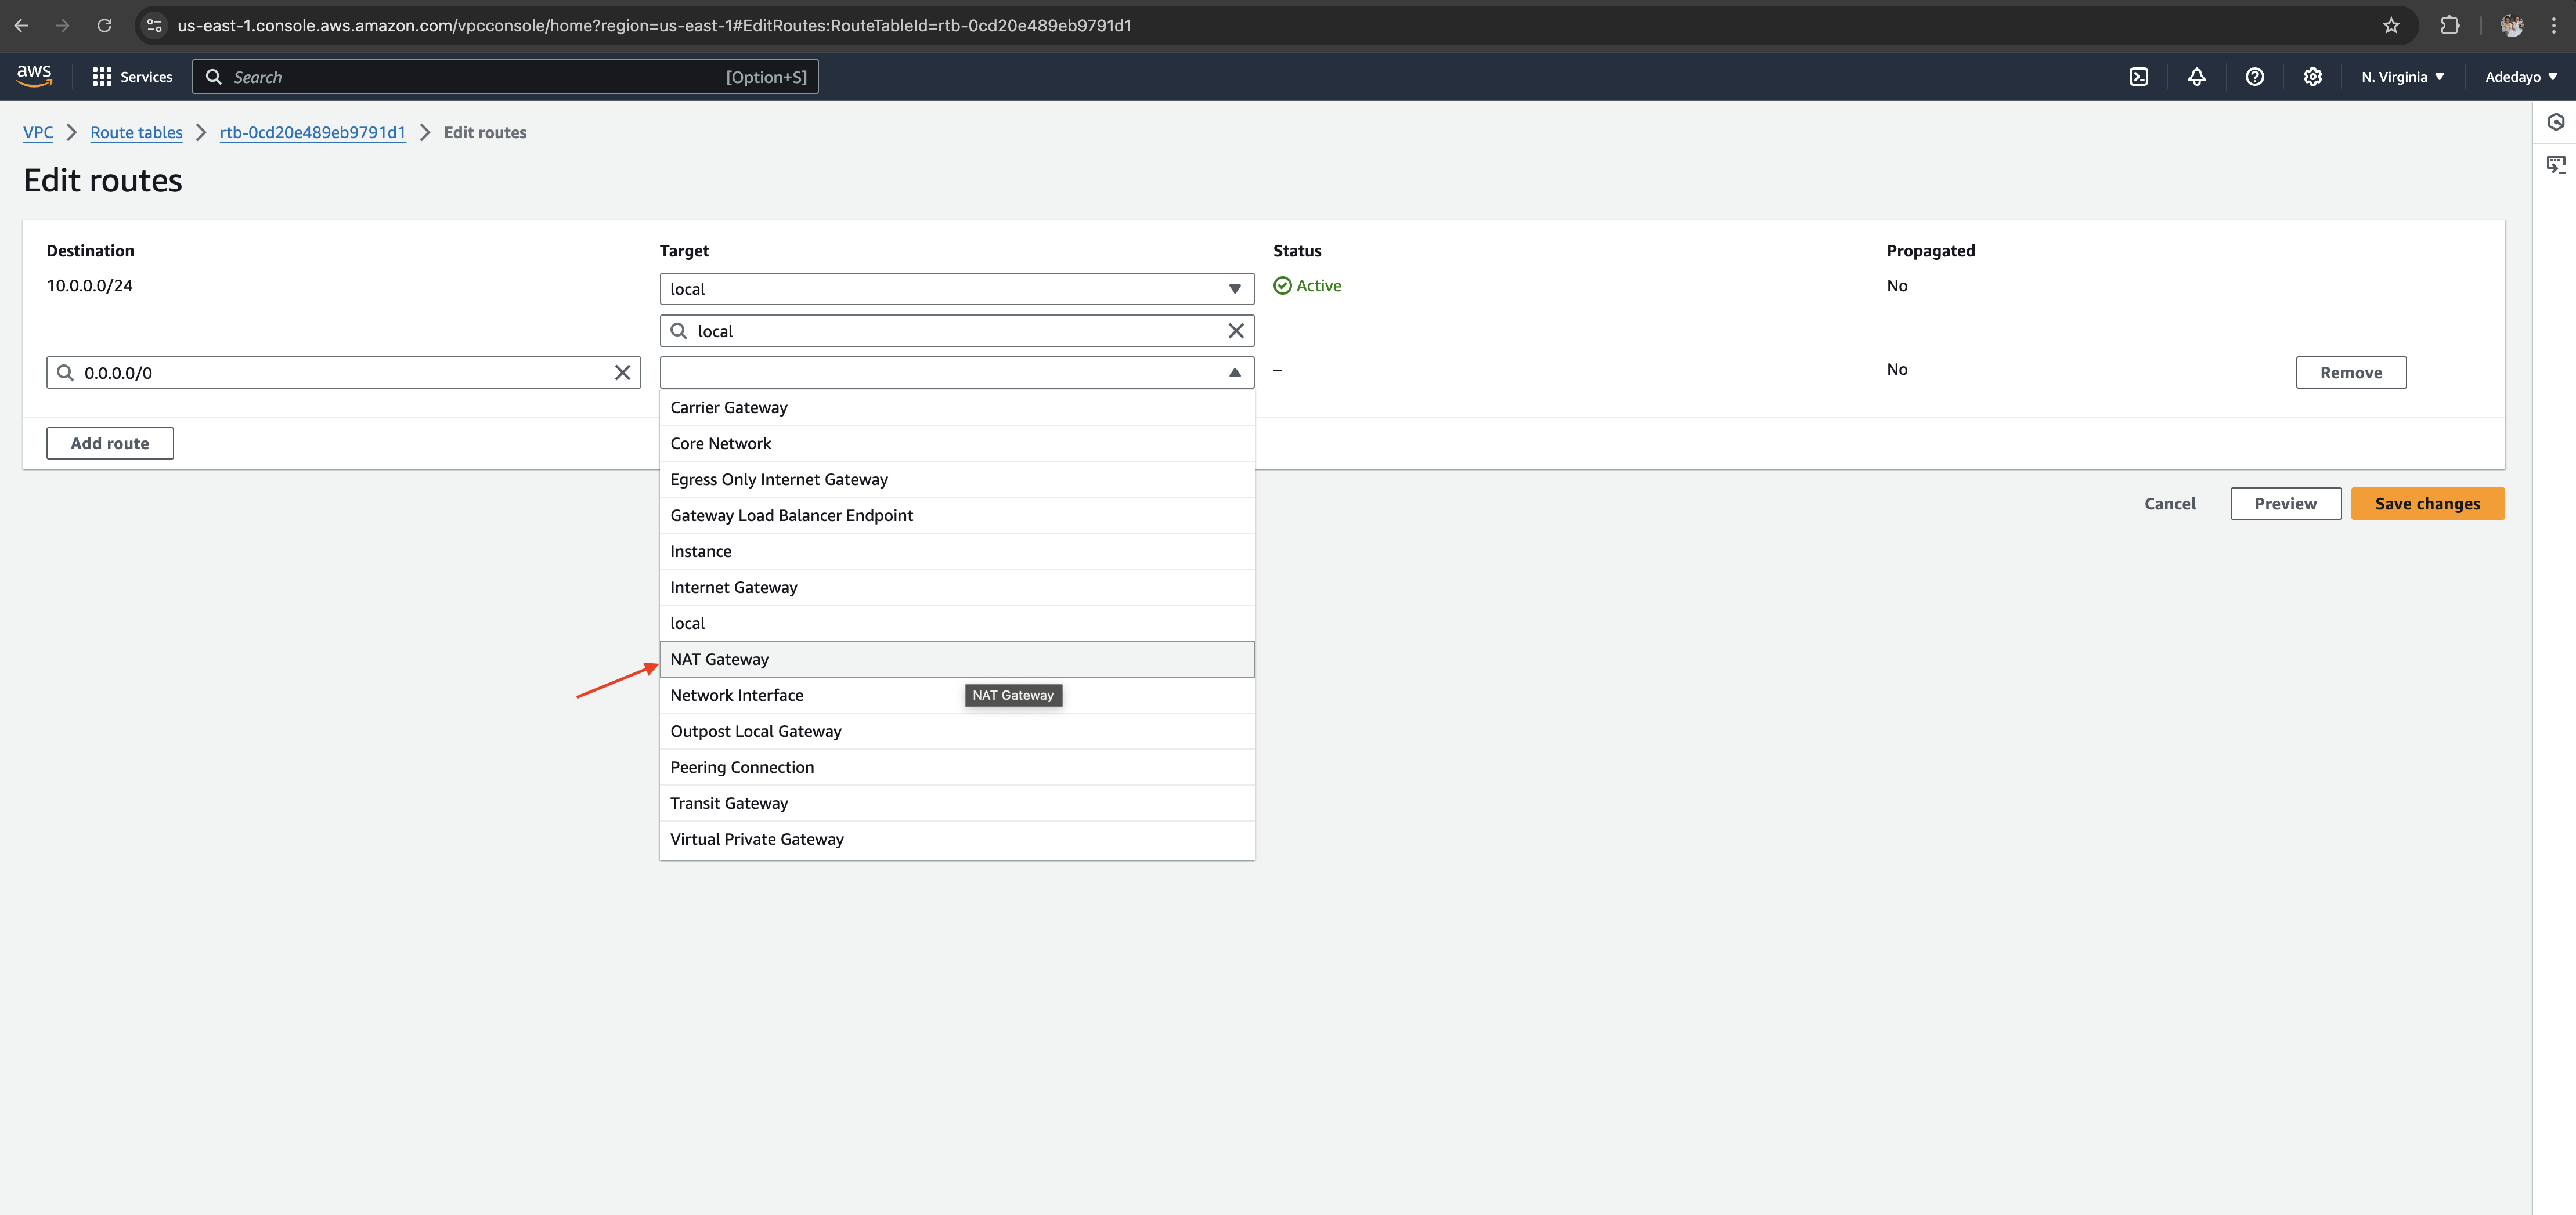 us-east-1.console.aws.amazon.com/vpcconsole/home?region=us-east-1#EditRoutes:RouteTableId=rtb-0cd20e489eb9791d1
aws Services Search [Option+S] N. Virginia Adedayo
VPC Route tables rtb-0cd20e489eb9791d1 Edit routes
Edit routes
Destination Target Status Propagated
10.0.0.0/24 local Active No
local
0.0.0.0/0 – No Remove
Carrier Gateway
Add route Core Network
Egress Only Internet Gateway
Cancel Preview Save changes
Gateway Load Balancer Endpoint
Instance
Internet Gateway
local
NAT Gateway
Network Interface NAT Gateway
Outpost Local Gateway
Peering Connection
Transit Gateway
Virtual Private Gateway